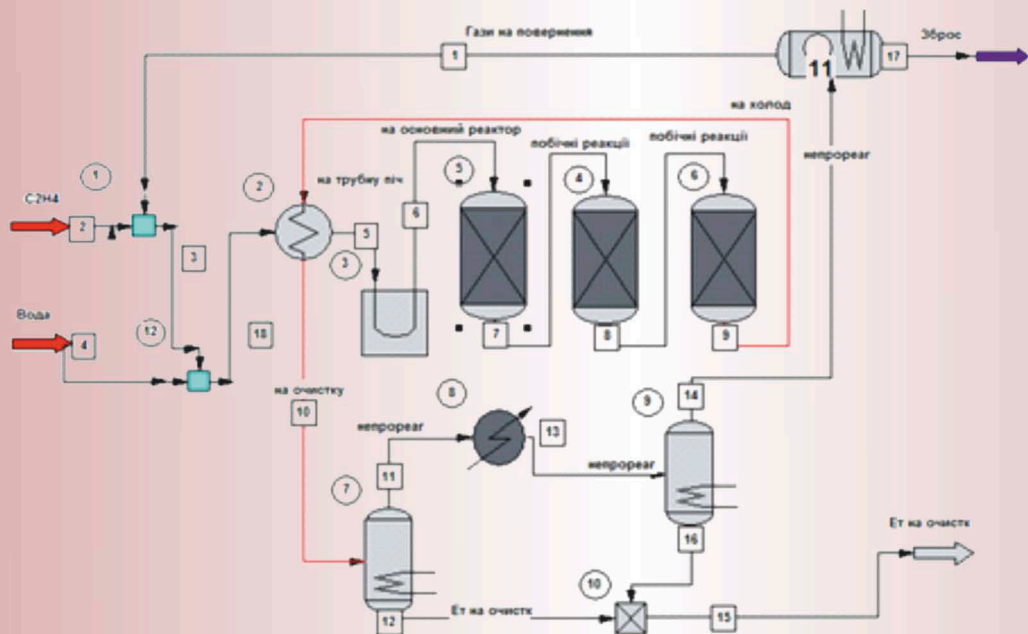 Гази на повернення
Зброс
1
11
17
на холод
на основний реактор
побічні реакції
побічні реакції
непрореаг
1
2
на трубну піч
5
4
6
C2H4
2
6
5
3
3
Вода
4
12
18
7
8
9
на очистку
10
8
9
14
непрореаг
13
непрореаг
11
7
16
Ет на очистк
10
12
Ет на очистк
15